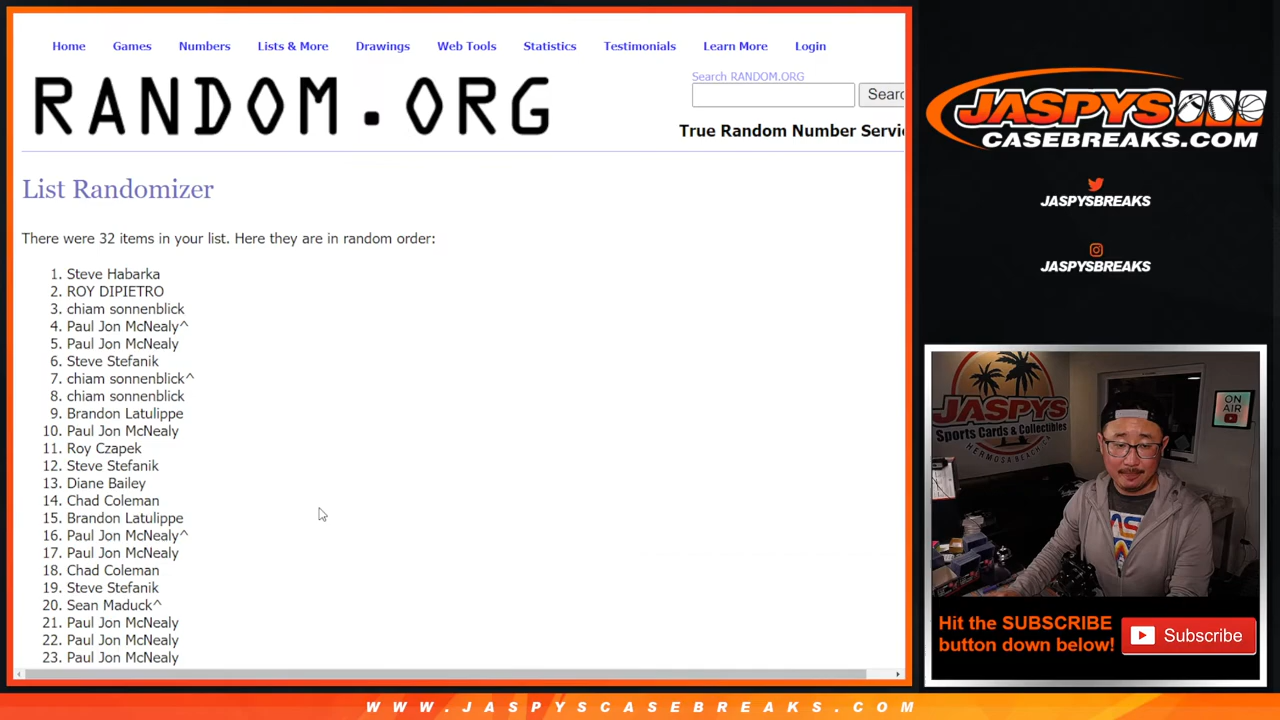 Home Games Numbers Lists & More Drawings Web Tools Statistics Testimonials Learn More Login
RANDOM.ORG
Search RANDOM.ORG
True Random Number Servi
List Randomizer
There were 32 items in your list. Here they are in random order:
1. Steve Habarka
2. ROY DIPIETRO
3. chiam sonnenblick
4. Paul Jon McNealy^
5. Paul Jon McNealy
6. Steve Stefanik
7. chiam sonnenblick^
8. chiam sonnenblick
9. Brandon Latulippe
10. Paul Jon McNealy
11. Roy Czapek
12. Steve Stefanik
13. Diane Bailey
14. Chad Coleman
15. Brandon Latulippe
16. Paul Jon McNealy^
17. Paul Jon McNealy
18. Chad Coleman
19. Steve Stefanik
20. Sean Maduck^
21. Paul Jon McNealy
22. Paul Jon McNealy
23. Paul Jon McNealy
JASPYS
CASEBREAKS.COM
JASPYSBREAKS
JASPYSBREAKS
JASPYS
Sports Cards & Collectibles
HERMOSA BEACH
ON
AIR
Hit the SUBSCRIBE
button down below!
Subscribe
WWW.JASPYSCASEBREAKS.COM